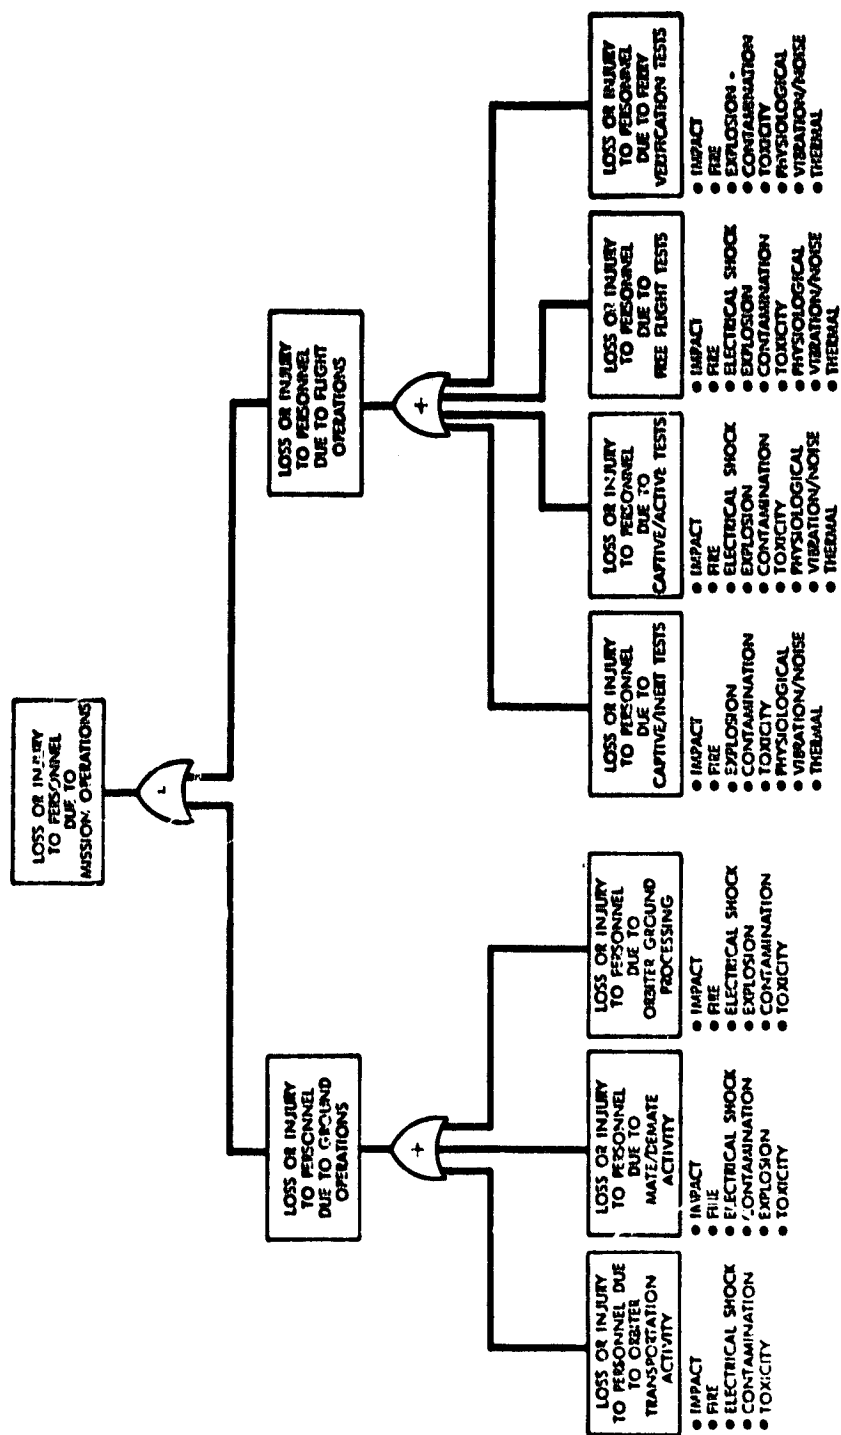 LOSS OR INJURY
TO PERSONNEL
DUE TO
MISSION OPERATIONS
-
LOSS OR INJURY
TO PERSONNEL
DUE TO GROUND
OPERATIONS
+
LOSS OR INJURY
TO PERSONNEL
DUE TO FLIGHT
OPERATIONS
+
LOSS OR INJURY
TO PERSONNEL DUE
TO ORBITER
TRANSPORTATION
ACTIVITY
• IMPACT
• FIRE
• ELECTRICAL SHOCK
• CONTAMINATION
• TOXICITY
LOSS OR INJURY
TO PERSONNEL
DUE TO
MATE/DEMATE
ACTIVITY
• IMPACT
• FIRE
• ELECTRICAL SHOCK
• CONTAMINATION
• EXPLOSION
• TOXICITY
LOSS OR INJURY
TO PERSONNEL
DUE TO
ORBITER GROUND
PROCESSING
• IMPACT
• FIRE
• ELECTRICAL SHOCK
• EXPLOSION
• CONTAMINATION
• TOXICITY
LOSS OR INJURY
TO PERSONNEL
DUE TO
CAPTIVE/INERT TESTS
• IMPACT
• FIRE
• EXPLOSION
• CONTAMINATION
• TOXICITY
• PHYSIOLOGICAL
• VIBRATION/NOISE
• THERMAL
LOSS OR INJURY
TO PERSONNEL
DUE TO
CAPTIVE/ACTIVE TESTS
• IMPACT
• FIRE
• ELECTRICAL SHOCK
• EXPLOSION
• CONTAMINATION
• TOXICITY
• PHYSIOLOGICAL
• VIBRATION/NOISE
• THERMAL
LOSS OR INJURY
TO PERSONNEL
DUE TO
FREE FLIGHT TESTS
• IMPACT
• FIRE
• ELECTRICAL SHOCK
• EXPLOSION
• CONTAMINATION
• TOXICITY
• PHYSIOLOGICAL
• VIBRATION/NOISE
• THERMAL
LOSS OR INJURY
TO PERSONNEL
DUE TO FERRY
VERIFICATION TESTS
• IMPACT
• FIRE
• EXPLOSION -
• CONTAMINATION
• TOXICITY
• PHYSIOLOGICAL
• VIBRATION/NOISE
• THERMAL